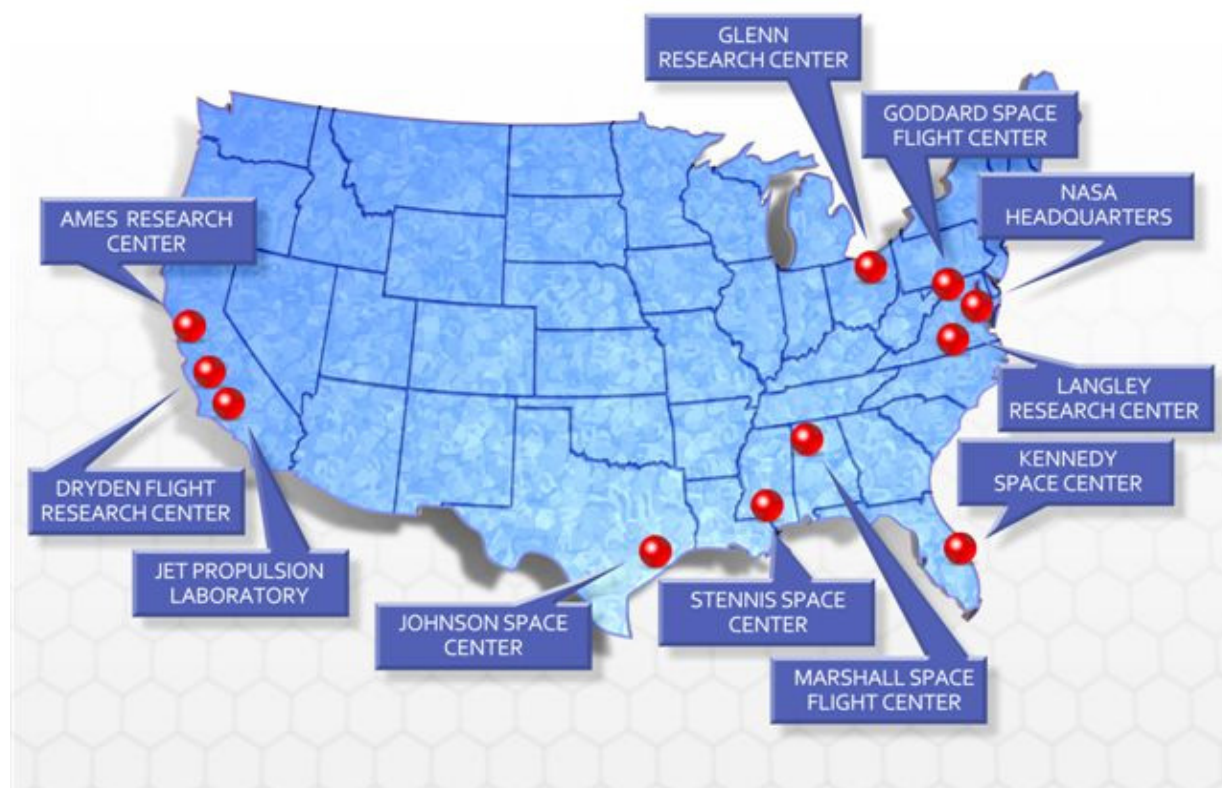 GLENN
RESEARCH CENTER
GODDARD SPACE
FLIGHT CENTER
NASA
HEADQUARTERS
AMES RESEARCH
CENTER
LANGLEY
RESEARCH CENTER
KENNEDY
SPACE CENTER
DRYDEN FLIGHT
RESEARCH CENTER
JET PROPULSION
LABORATORY
JOHNSON SPACE
CENTER
STENNIS SPACE
CENTER
MARSHALL SPACE
FLIGHT CENTER